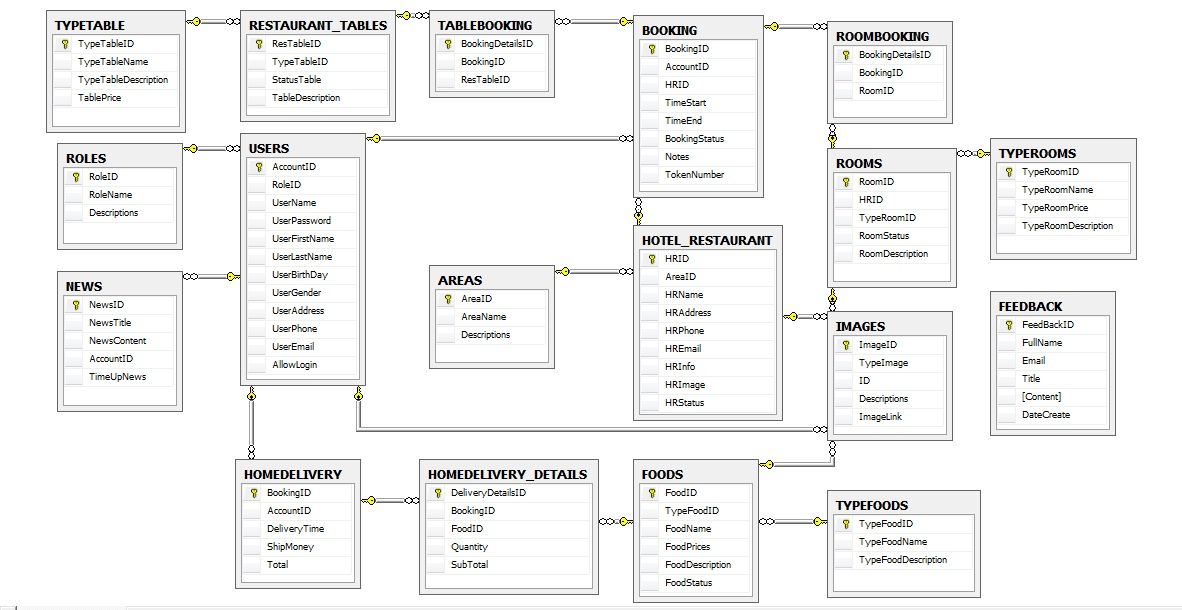 TYPETABLE
TypeTableID
TypeTableName
TypeTableDescription
TablePrice
RESTAURANT_TABLES
ResTableID
TypeTableID
StatusTable
TableDescription
TABLEBOOKING
BookingDetailsID
BookingID
ResTableID
BOOKING
BookingID
AccountID
HRID
TimeStart
TimeEnd
BookingStatus
Notes
TokenNumber
ROOMBOOKING
BookingDetailsID
BookingID
RoomID
ROLES
RoleID
RoleName
Descriptions
USERS
AccountID
RoleID
UserName
UserPassword
UserFirstName
UserLastName
UserBirthDay
UserGender
UserAddress
UserPhone
UserEmail
AllowLogin
ROOMS
RoomID
HRID
TypeRoomID
RoomStatus
RoomDescription
TYPEROOMS
TypeRoomID
TypeRoomName
TypeRoomPrice
TypeRoomDescription
NEWS
NewsID
NewsTitle
NewsContent
AccountID
TimeUpNews
AREAS
AreaID
AreaName
Descriptions
HOTEL_RESTAURANT
HRID
AreaID
HRName
HRAddress
HRPhone
HREmail
HRInfo
HRImage
HRStatus
IMAGES
ImageID
TypeImage
ID
Descriptions
ImageLink
FEEDBACK
FeedBackID
FullName
Email
Title
[Content]
DateCreate
HOMEDELIVERY
BookingID
AccountID
DeliveryTime
ShipMoney
Total
HOMEDELIVERY_DETAILS
DeliveryDetailsID
BookingID
FoodID
Quantity
SubTotal
FOODS
FoodID
TypeFoodID
FoodName
FoodPrices
FoodDescription
FoodStatus
TYPEFOODS
TypeFoodID
TypeFoodName
TypeFoodDescription